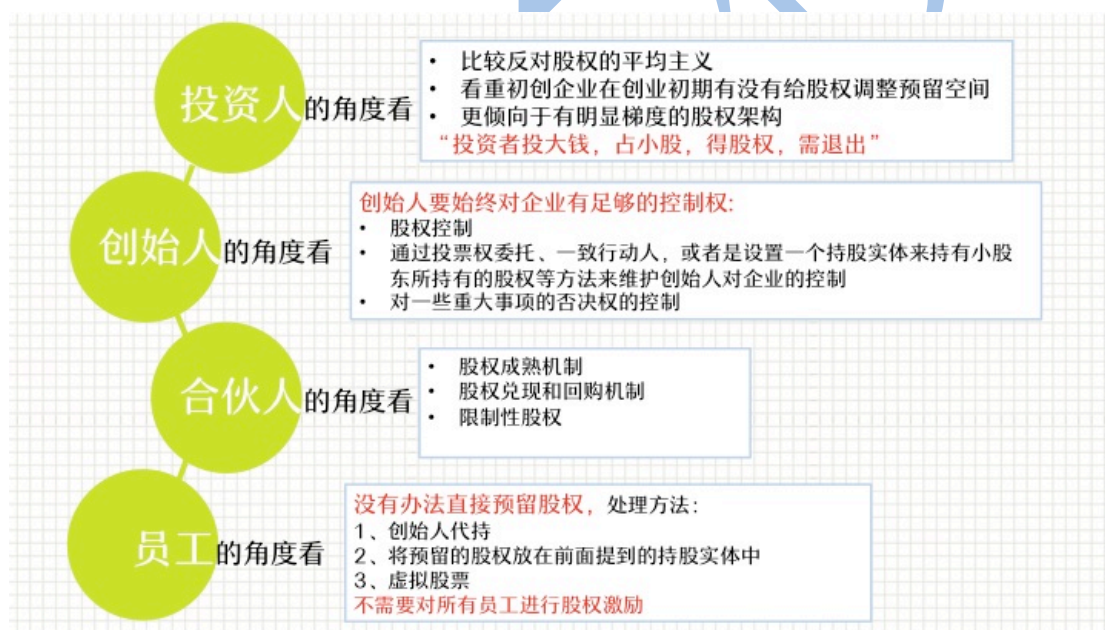 投资人的角度看
• 比较反对股权的平均主义
• 看重初创企业在创业初期有没有给股权调整预留空间
• 更倾向于有明显梯度的股权架构
“投资者投大钱，占小股，得股权，需退出”
创始人的角度看
创始人要始终对企业有足够的控制权:
• 股权控制
• 通过投票权委托、一致行动人，或者是设置一个持股实体来持有小股
东所持有的股权等方法来维护创始人对企业的控制
• 对一些重大事项的否决权的控制
合伙人的角度看
• 股权成熟机制
• 股权兑现和回购机制
• 限制性股权
员工的角度看
没有办法直接预留股权，处理方法：
1、创始人代持
2、将预留的股权放在前面提到的持股实体中
3、虚拟股票
不需要对所有员工进行股权激励